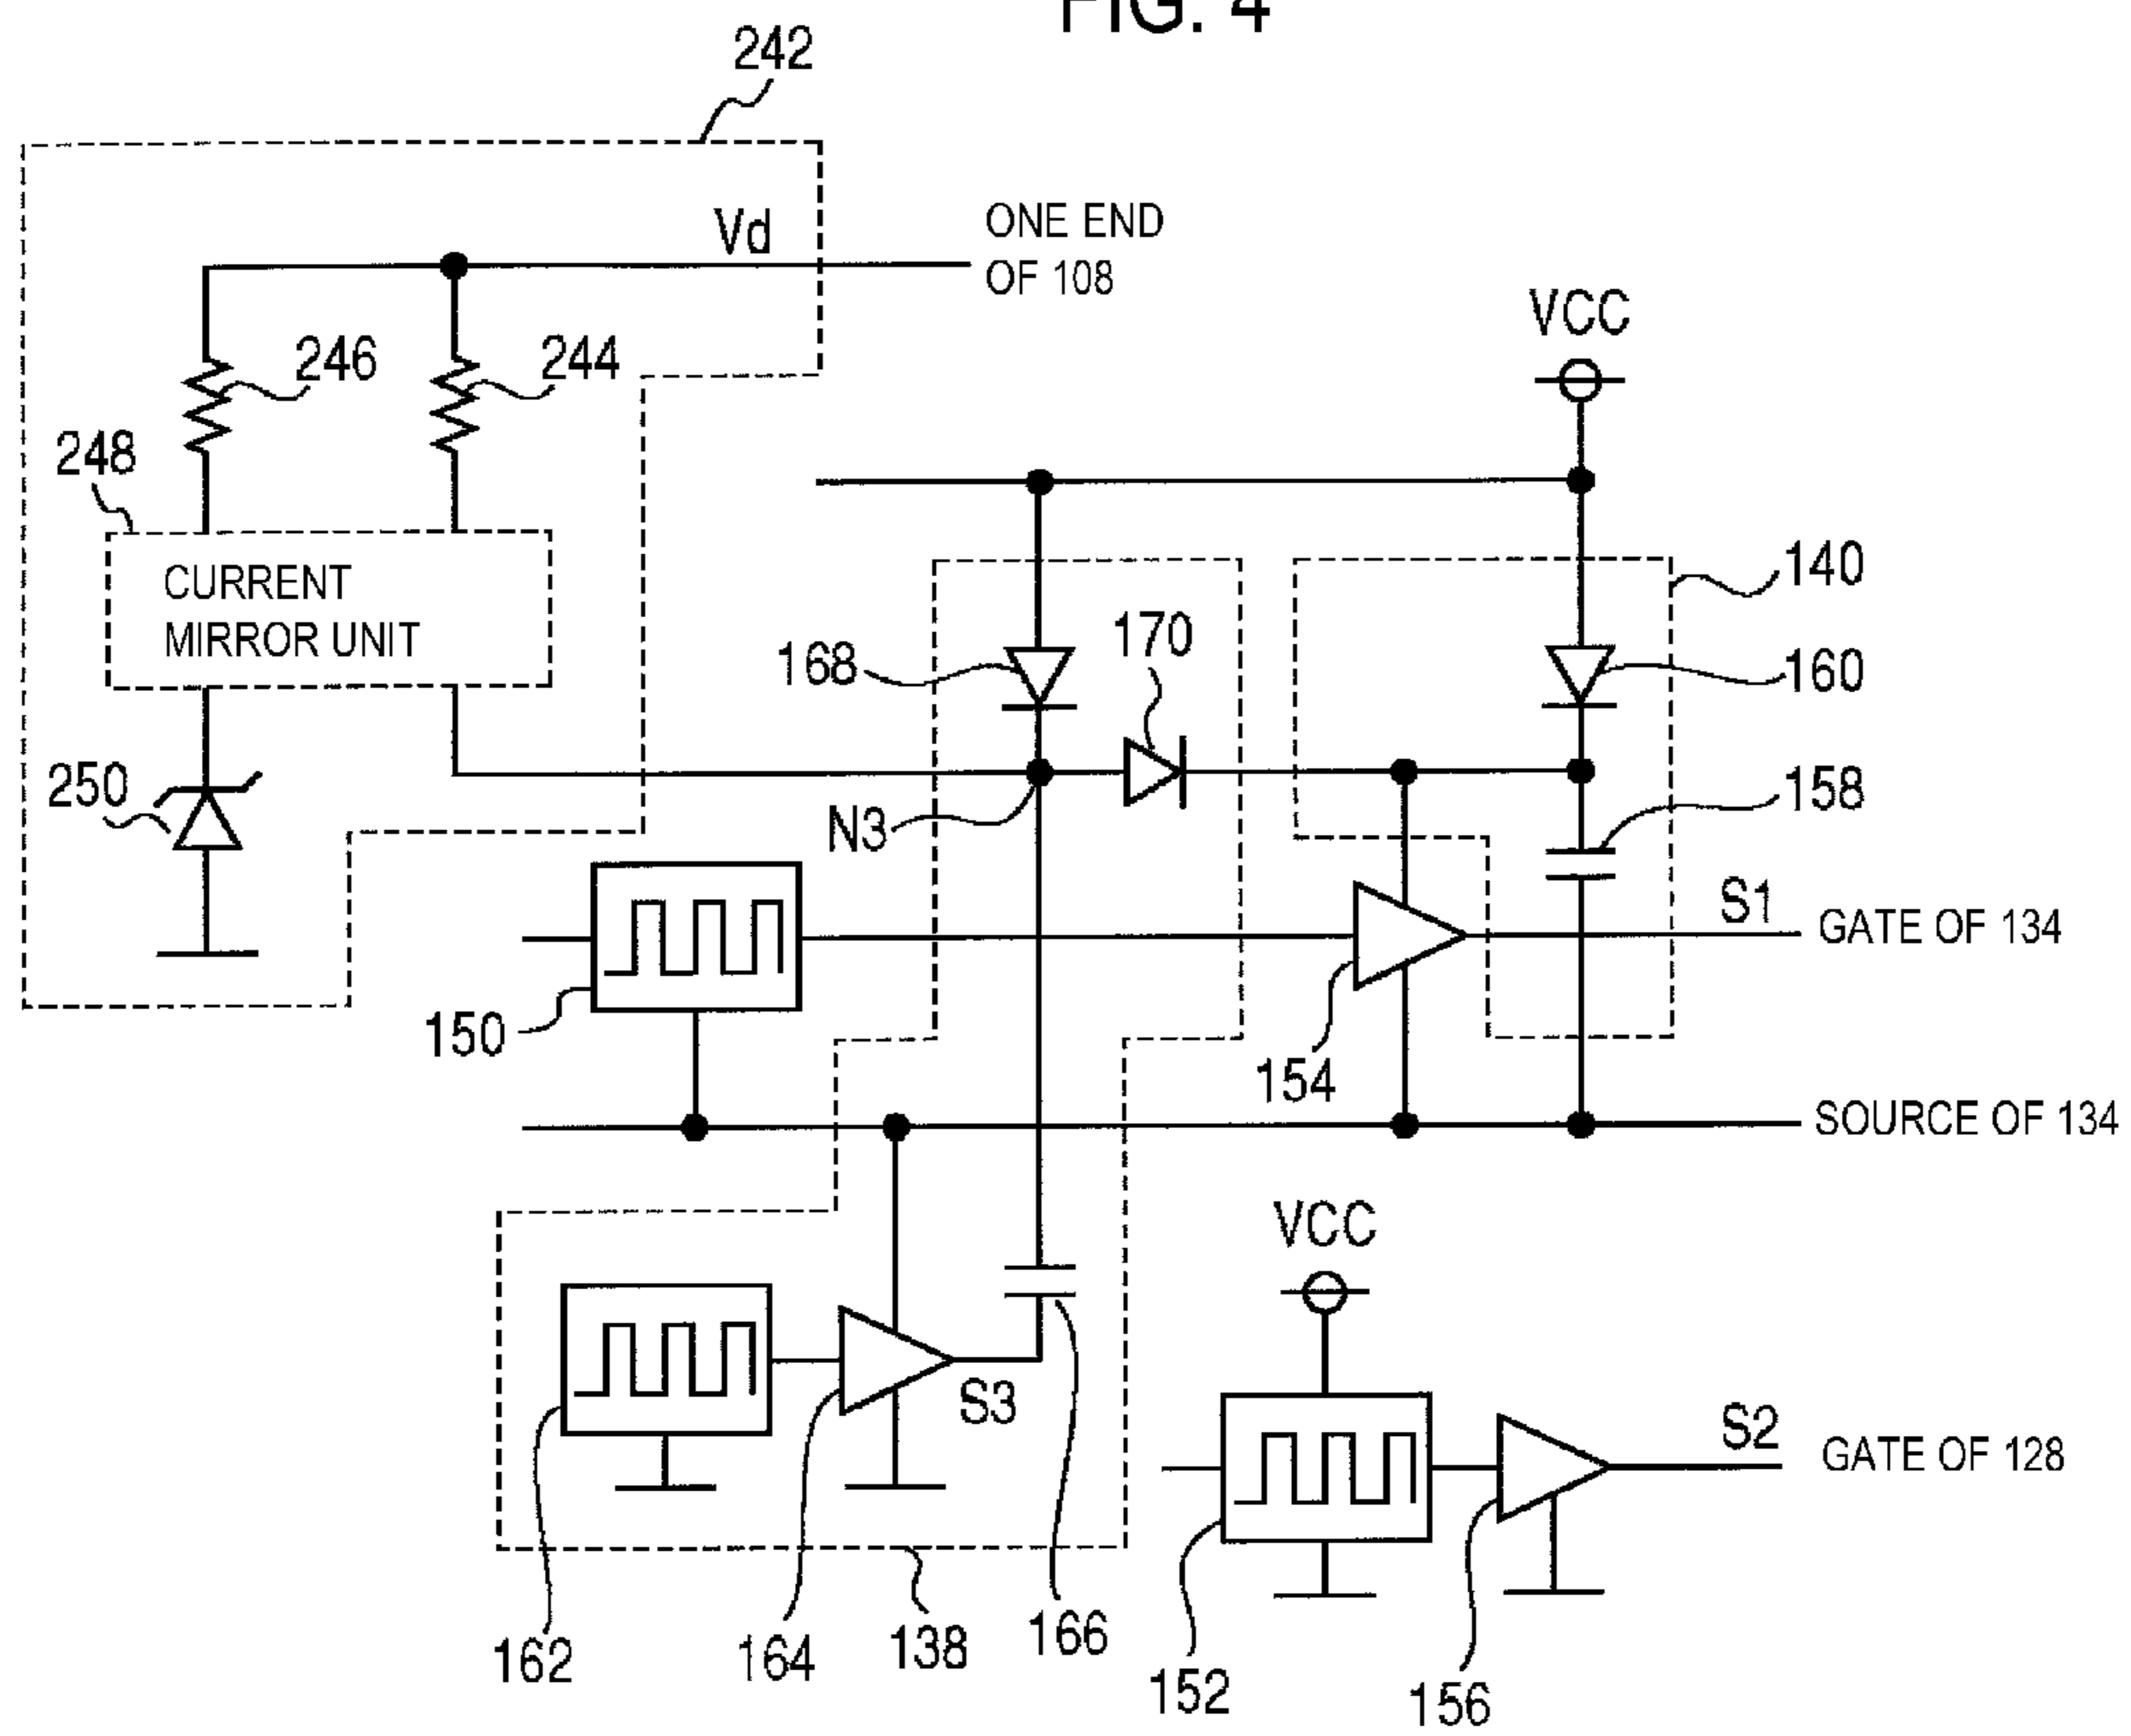 FIG. 4
242
Vd
ONE END
OF 108
VCC
246
244
248
CURRENT
MIRROR UNIT
140
170
168
160
250
158
N3
S1
GATE OF 134
150
154
SOURCE OF 134
VCC
S3
S2
GATE OF 128
162
164
138
166
152
156